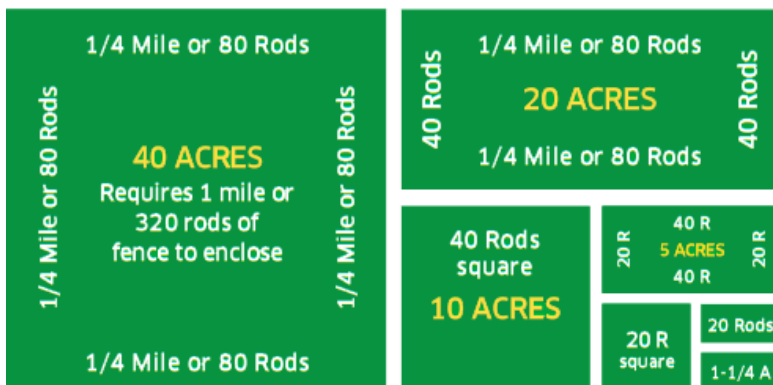 1/4 Mile or 80 Rods
1/4 Mile or 80 Rods
40 ACRES
Requires 1 mile or
320 rods of
fence to enclose
1/4 Mile or 80 Rods
1/4 Mile or 80 Rods
1/4 Mile or 80 Rods
40 Rods
20 ACRES
40 Rods
1/4 Mile or 80 Rods
40 Rods
square
10 ACRES
40 R
20 R
5 ACRES
20 R
40 R
20 R
square
20 Rods
1-1/4 A